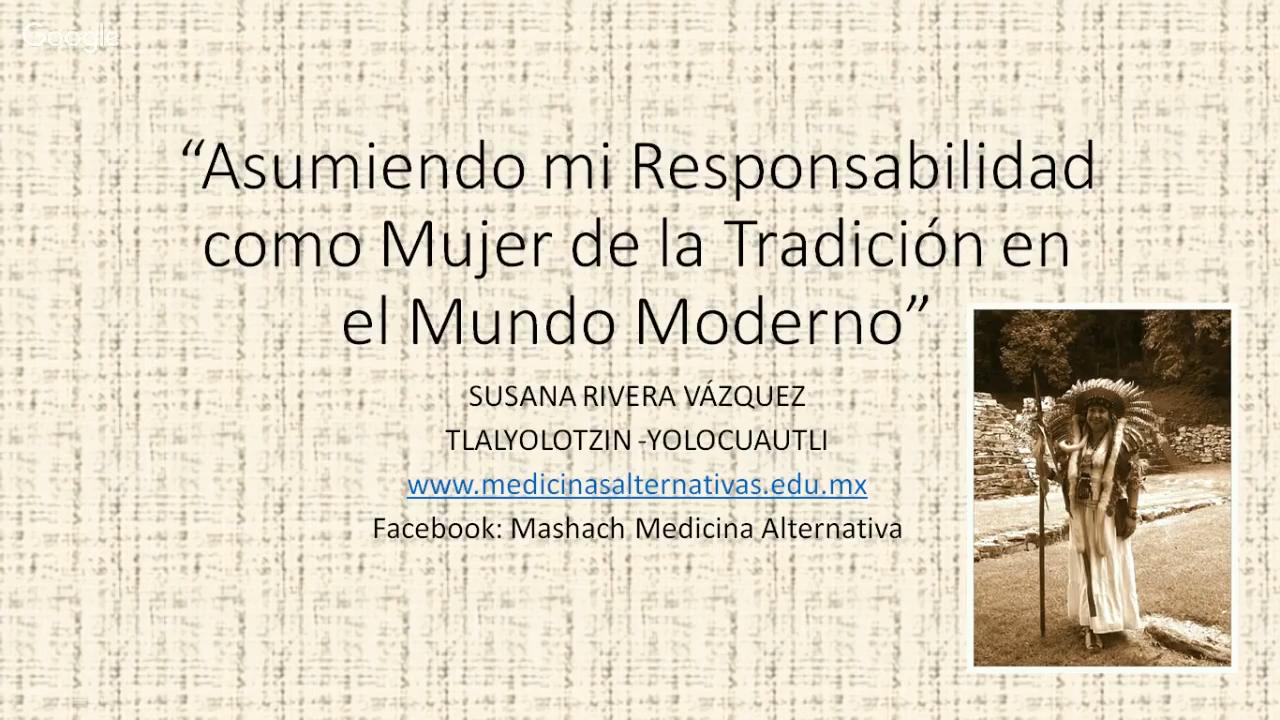 Google
“Asumiendo mi Responsabilidad
como Mujer de la Tradición en
el Mundo Moderno”
SUSANA RIVERA VÁZQUEZ
TLALYOLOTZIN -YOLOCUAUTLI
www.medicinasalternativas.edu.mx
Facebook: Mashach Medicina Alternativa